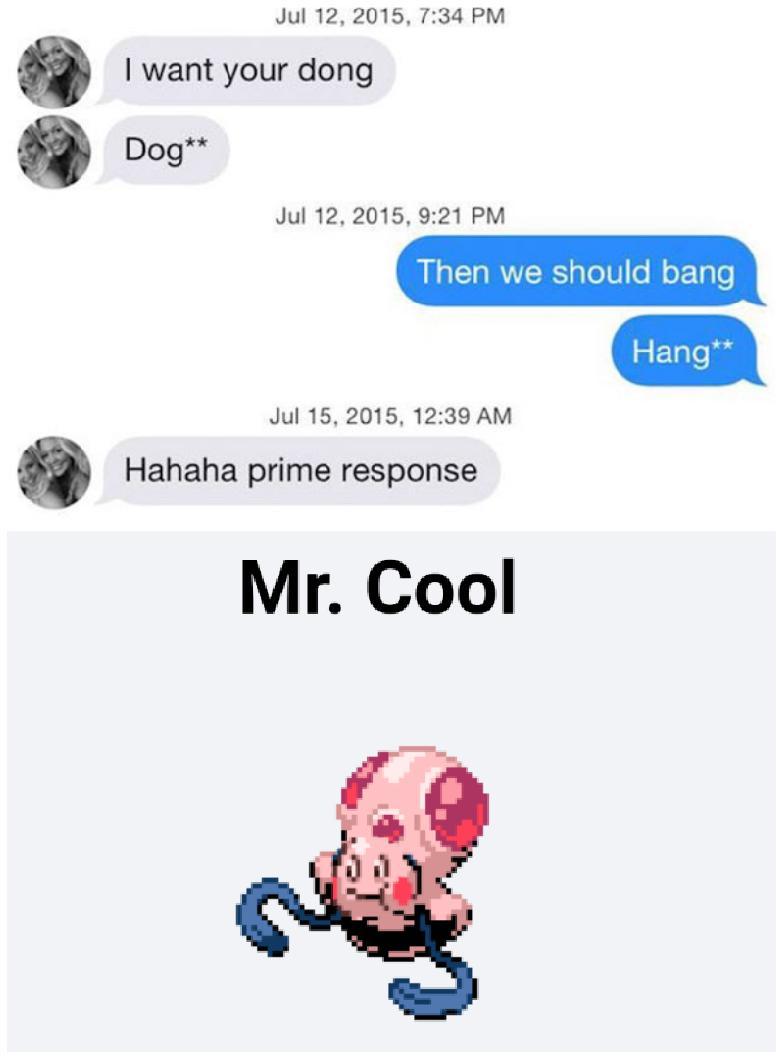 Jul 12, 2015, 7:34 PM
I want your dong
Dog**
Jul 12, 2015, 9:21 PM
Then we should bang
Hang**
Jul 15, 2015, 12:39 AM
Hahaha prime response
Mr. Cool